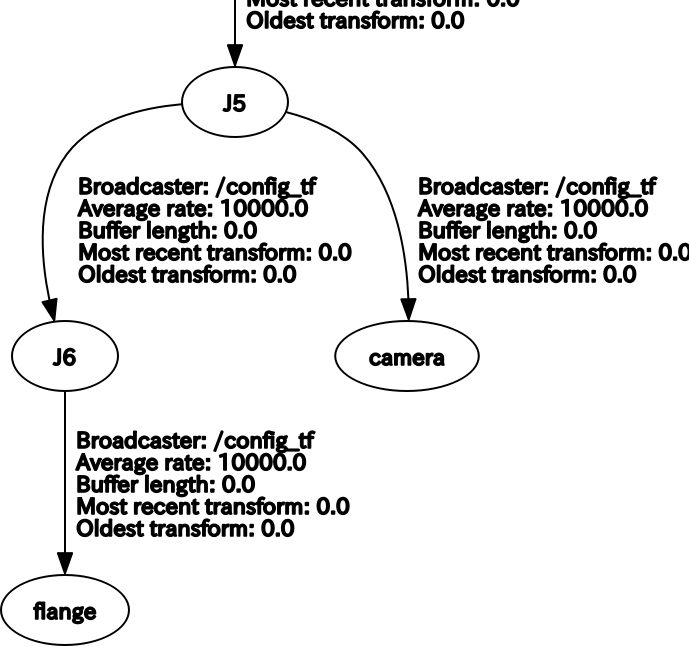 Most recent transform: 0.0
Oldest transform: 0.0
J5
Broadcaster: /config_tf
Average rate: 10000.0
Buffer length: 0.0
Most recent transform: 0.0
Oldest transform: 0.0
Broadcaster: /config_tf
Average rate: 10000.0
Buffer length: 0.0
Most recent transform: 0.0
Oldest transform: 0.0
J6
camera
Broadcaster: /config_tf
Average rate: 10000.0
Buffer length: 0.0
Most recent transform: 0.0
Oldest transform: 0.0
flange